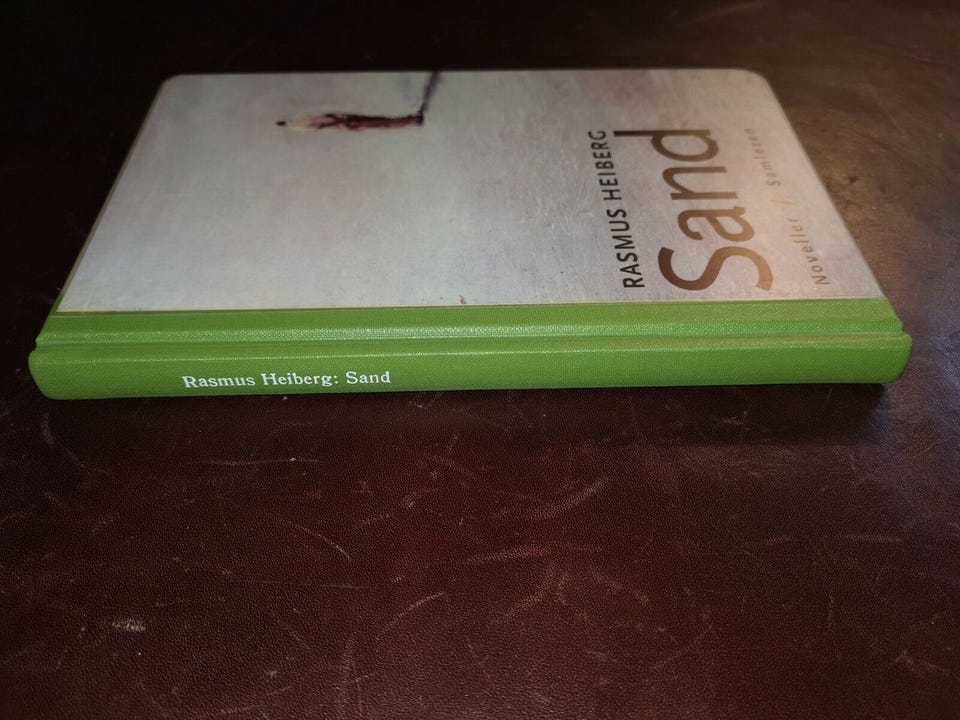 RASMUS HEIBERG
Sand
Noveller / Samleren
Rasmus Heiberg: Sand